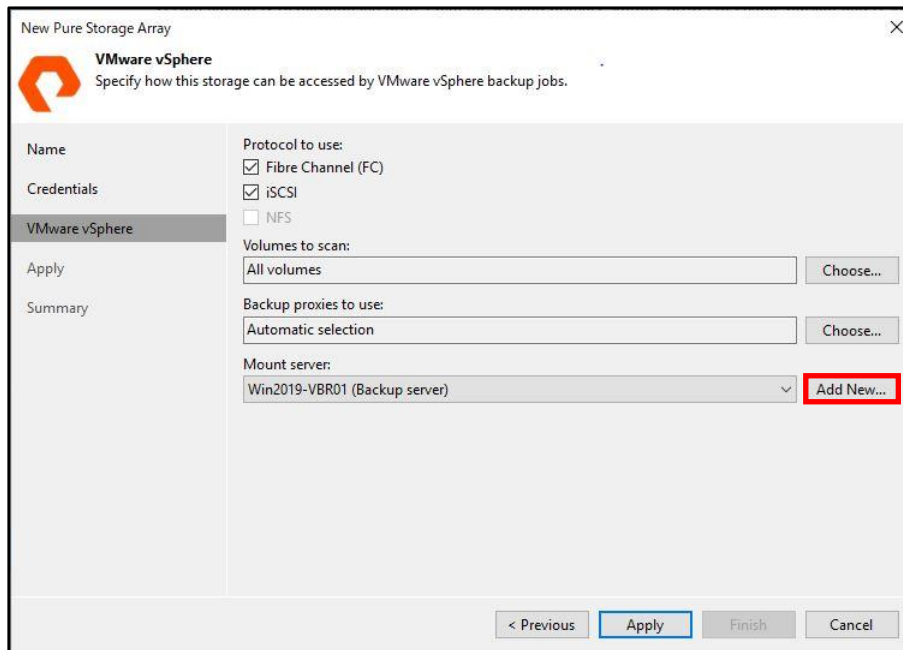 New Pure Storage Array
VMware vSphere
Specify how this storage can be accessed by VMware vSphere backup jobs.
Name
Credentials
VMware vSphere
Apply
Summary
Protocol to use:
Fibre Channel (FC)
iSCSI
NFS
Volumes to scan:
All volumes
Choose...
Backup proxies to use:
Automatic selection
Choose...
Mount server:
Win2019-VBR01 (Backup server)
Add New...
< Previous
Apply
Finish
Cancel